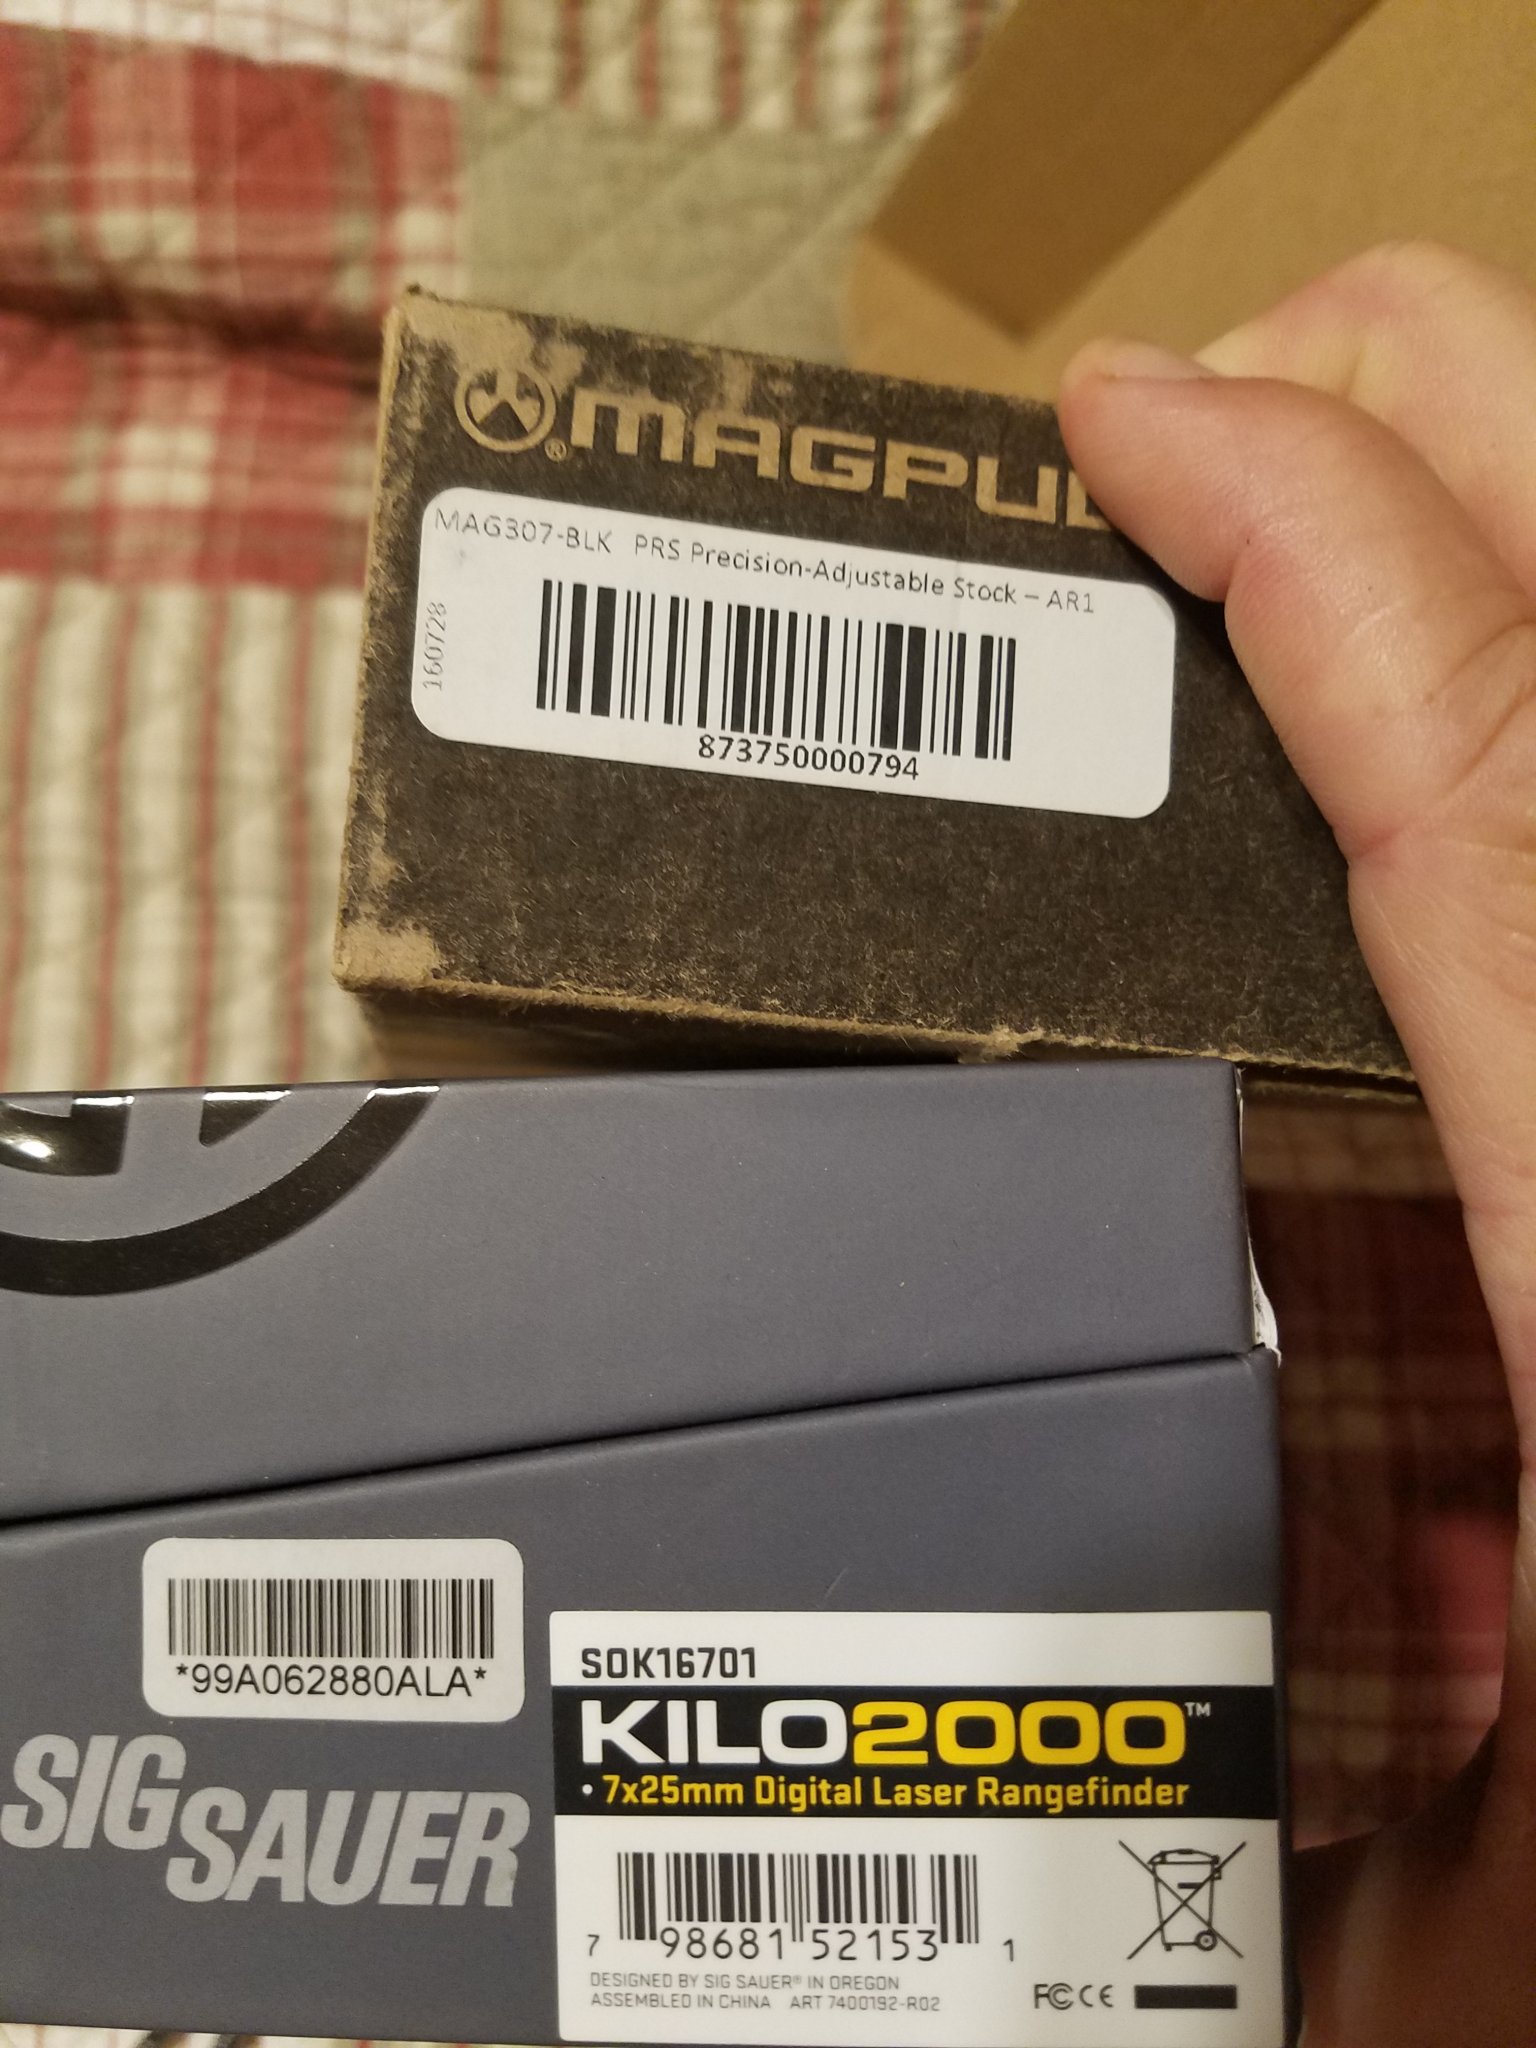 MAGPUL
MAG307-BLK PRS Precision-Adjustable Stock – AR1
160728
873750000794
*99A062880ALA*
SIG SAUER
SOK16701
KILO2000™
• 7x25mm Digital Laser Rangefinder
7 98681 52153 1
DESIGNED BY SIG SAUER® IN OREGON
ASSEMBLED IN CHINA ART 7400192-R02
FC CE